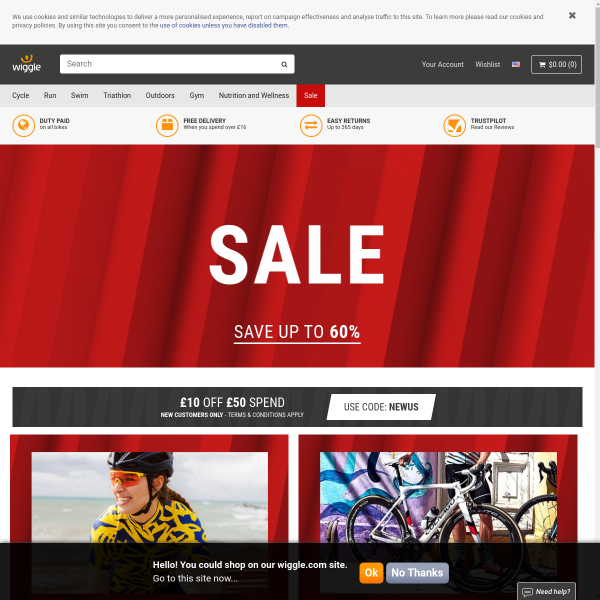 We use cookies and similar technologies to deliver a more personalised experience, report on campaign effectiveness and analyse traffic to this site. To learn more please read our cookies and
privacy policies. By using this site you consent to the use of cookies unless you have disabled them.
wiggle
Search
Your Account
Wishlist
$0.00 (0)
Cycle
Run
Swim
Triathlon
Outdoors
Gym
Nutrition and Wellness
Sale
DUTY PAID
on all bikes
FREE DELIVERY
When you spend over £16
EASY RETURNS
Up to 365 days
TRUSTPILOT
Read our Reviews
SALE
SAVE UP TO 60%
£10 OFF £50 SPEND
NEW CUSTOMERS ONLY - TERMS & CONDITIONS APPLY
USE CODE: NEWUS
Hello! You could shop on our wiggle.com site.
Go to this site now...
Ok
No Thanks
Need help?